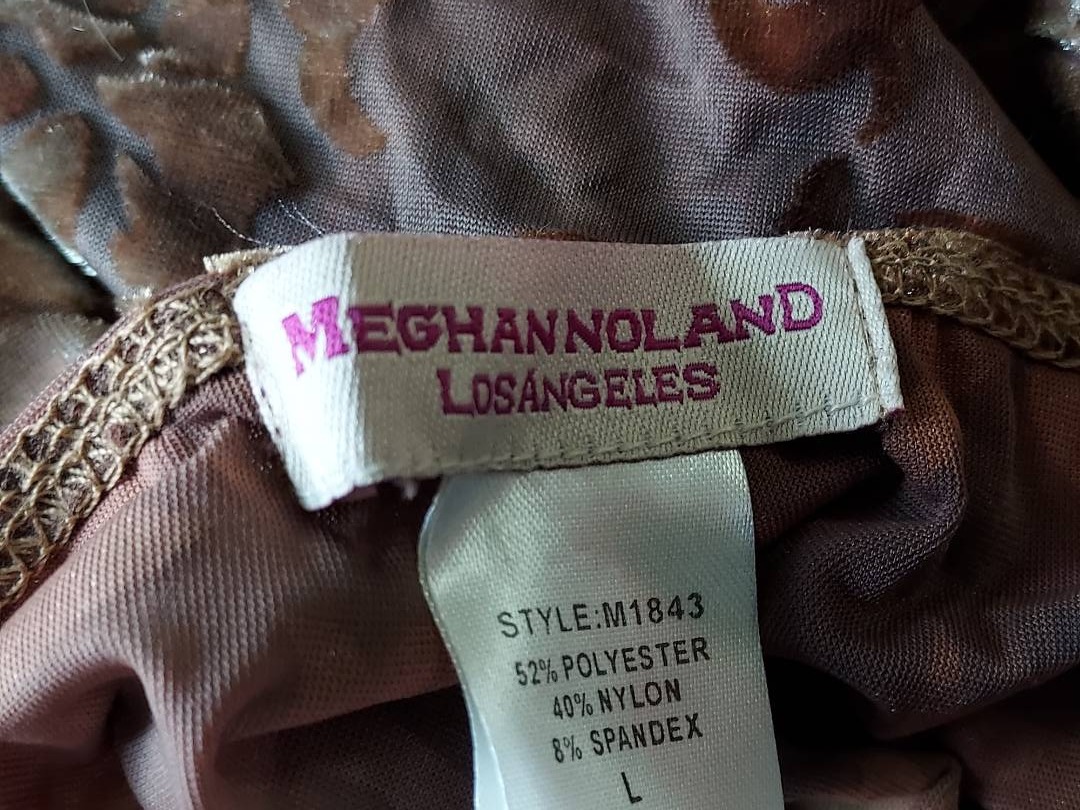 MEGHANNOLAND
LOSANGELES
STYLE:M1843
52% POLYESTER
40% NYLON
8% SPANDEX
L